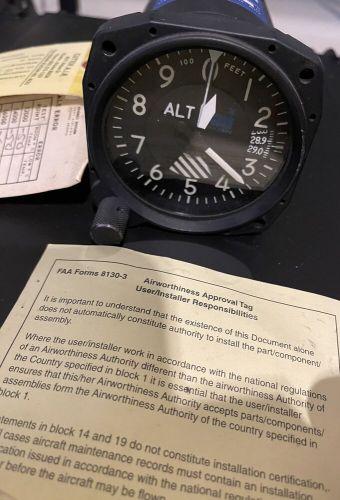 100
FEET
0
1
2
3
4
5
6
7
8
9
ALT
28.9
29.0
FAA Forms 8130-3
Airworthiness Approval Tag
User/Installer Responsibilities
It is important to understand that the existence of this Document alone
does not automatically constitute authority to install the part/component/
assembly.
Where the user/installer work in accordance with the national regulations
of an Airworthiness Authority different than the airworthiness Authority of
the Country specified in block 1 it is essential that the user/installer
ensures that this/her Airworthiness Authority accepts parts/components/
assemblies form the Airworthiness Authority of the country specified in
block 1.
tements in block 14 and 19 do not constitute installation certification.
l cases aircraft maintenance records must contain an installation
cation issued in accordance with the national regulation
r before the aircraft may be flown